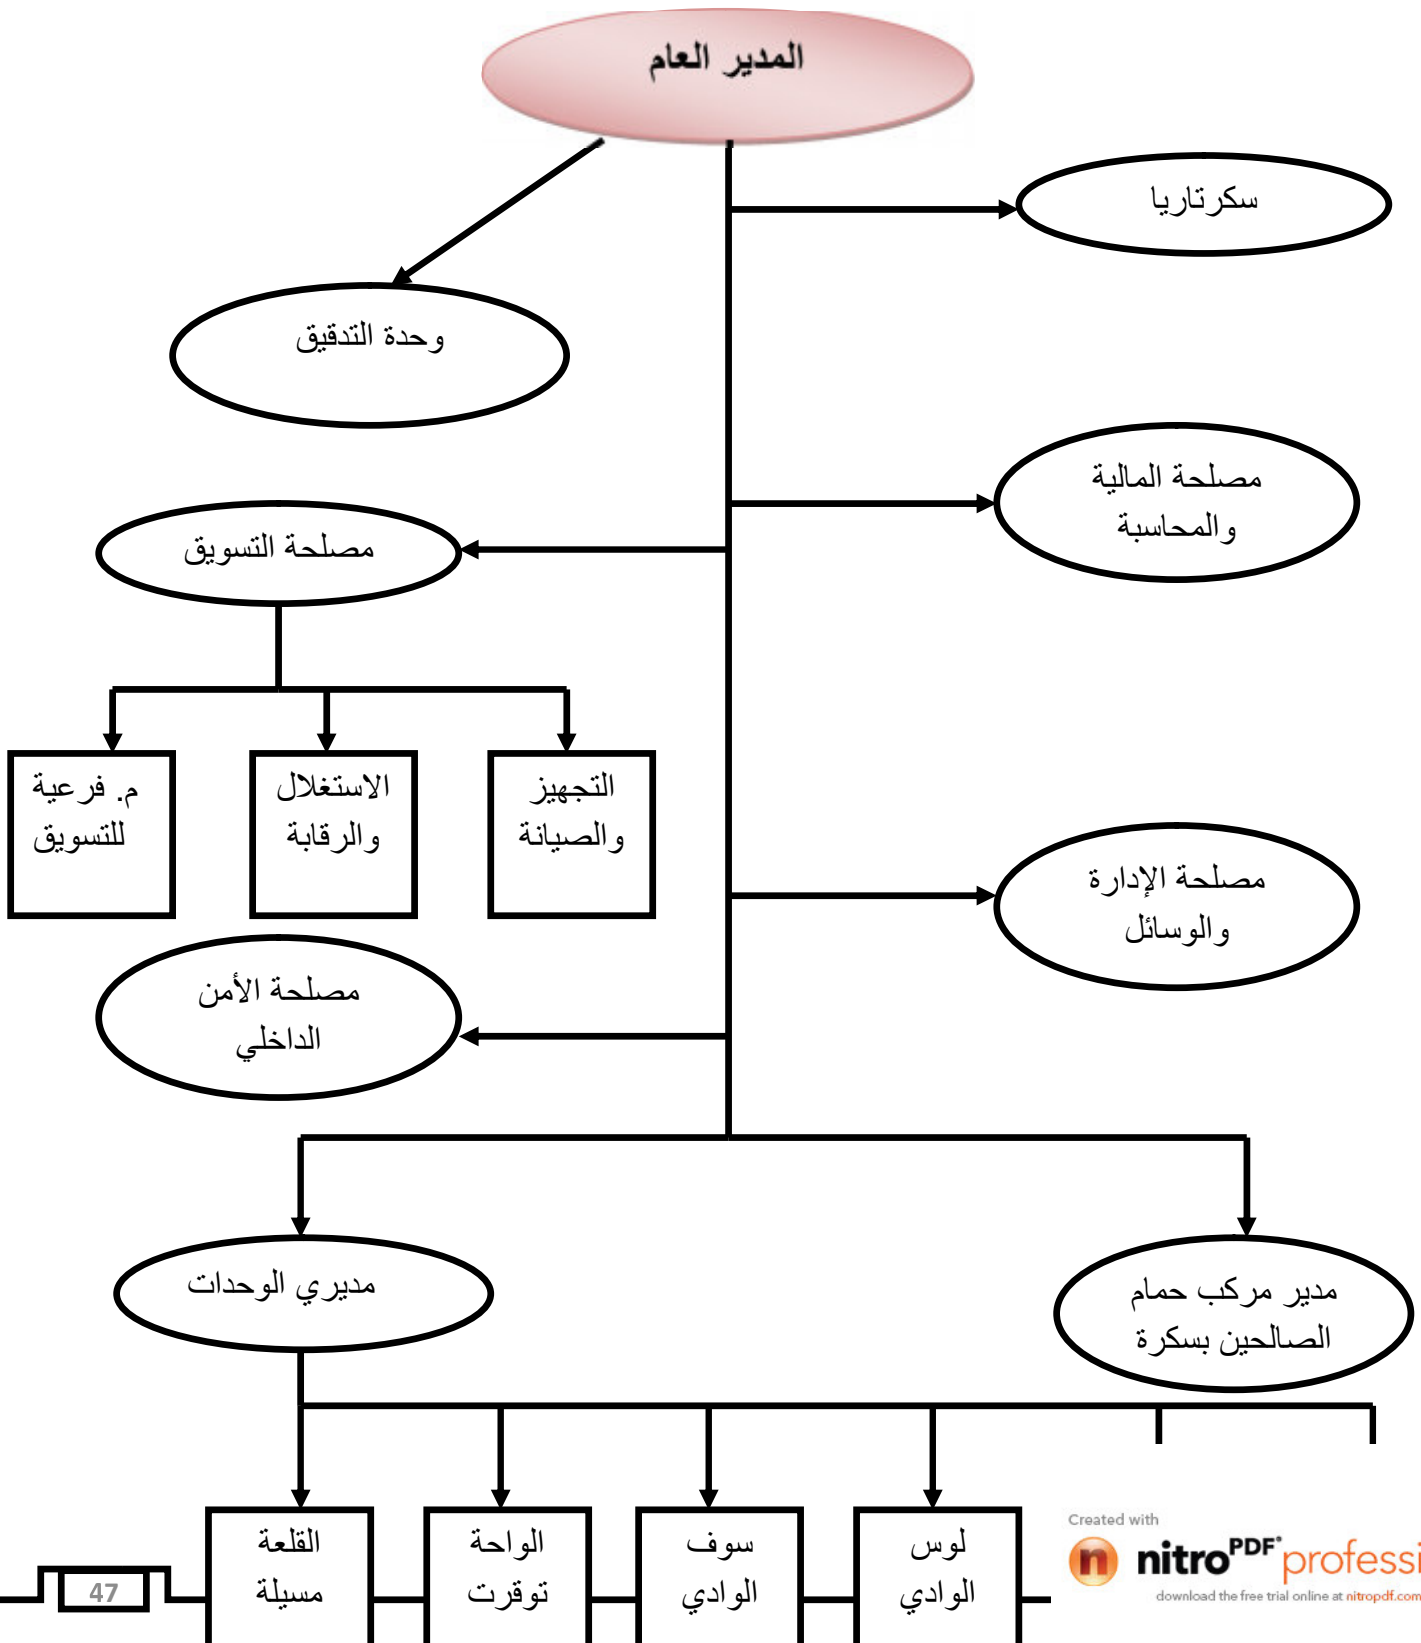 المدير العام
سكرتاريا
وحدة التدقيق
مصلحة المالية
والمحاسبة
مصلحة التسويق
التجهيز
والصيانة
الاستغلال
والرقابة
م. فرعية
للتسويق
مصلحة الإدارة
والوسائل
مصلحة الأمن
الداخلي
مدير مركب حمام
الصالحين بسكرة
مديري الوحدات
لوس
الوادي
سوف
الوادي
الواحة
توقرت
القلعة
مسيلة
47
Created with
nitro PDF professi
download the free trial online at nitropdf.com